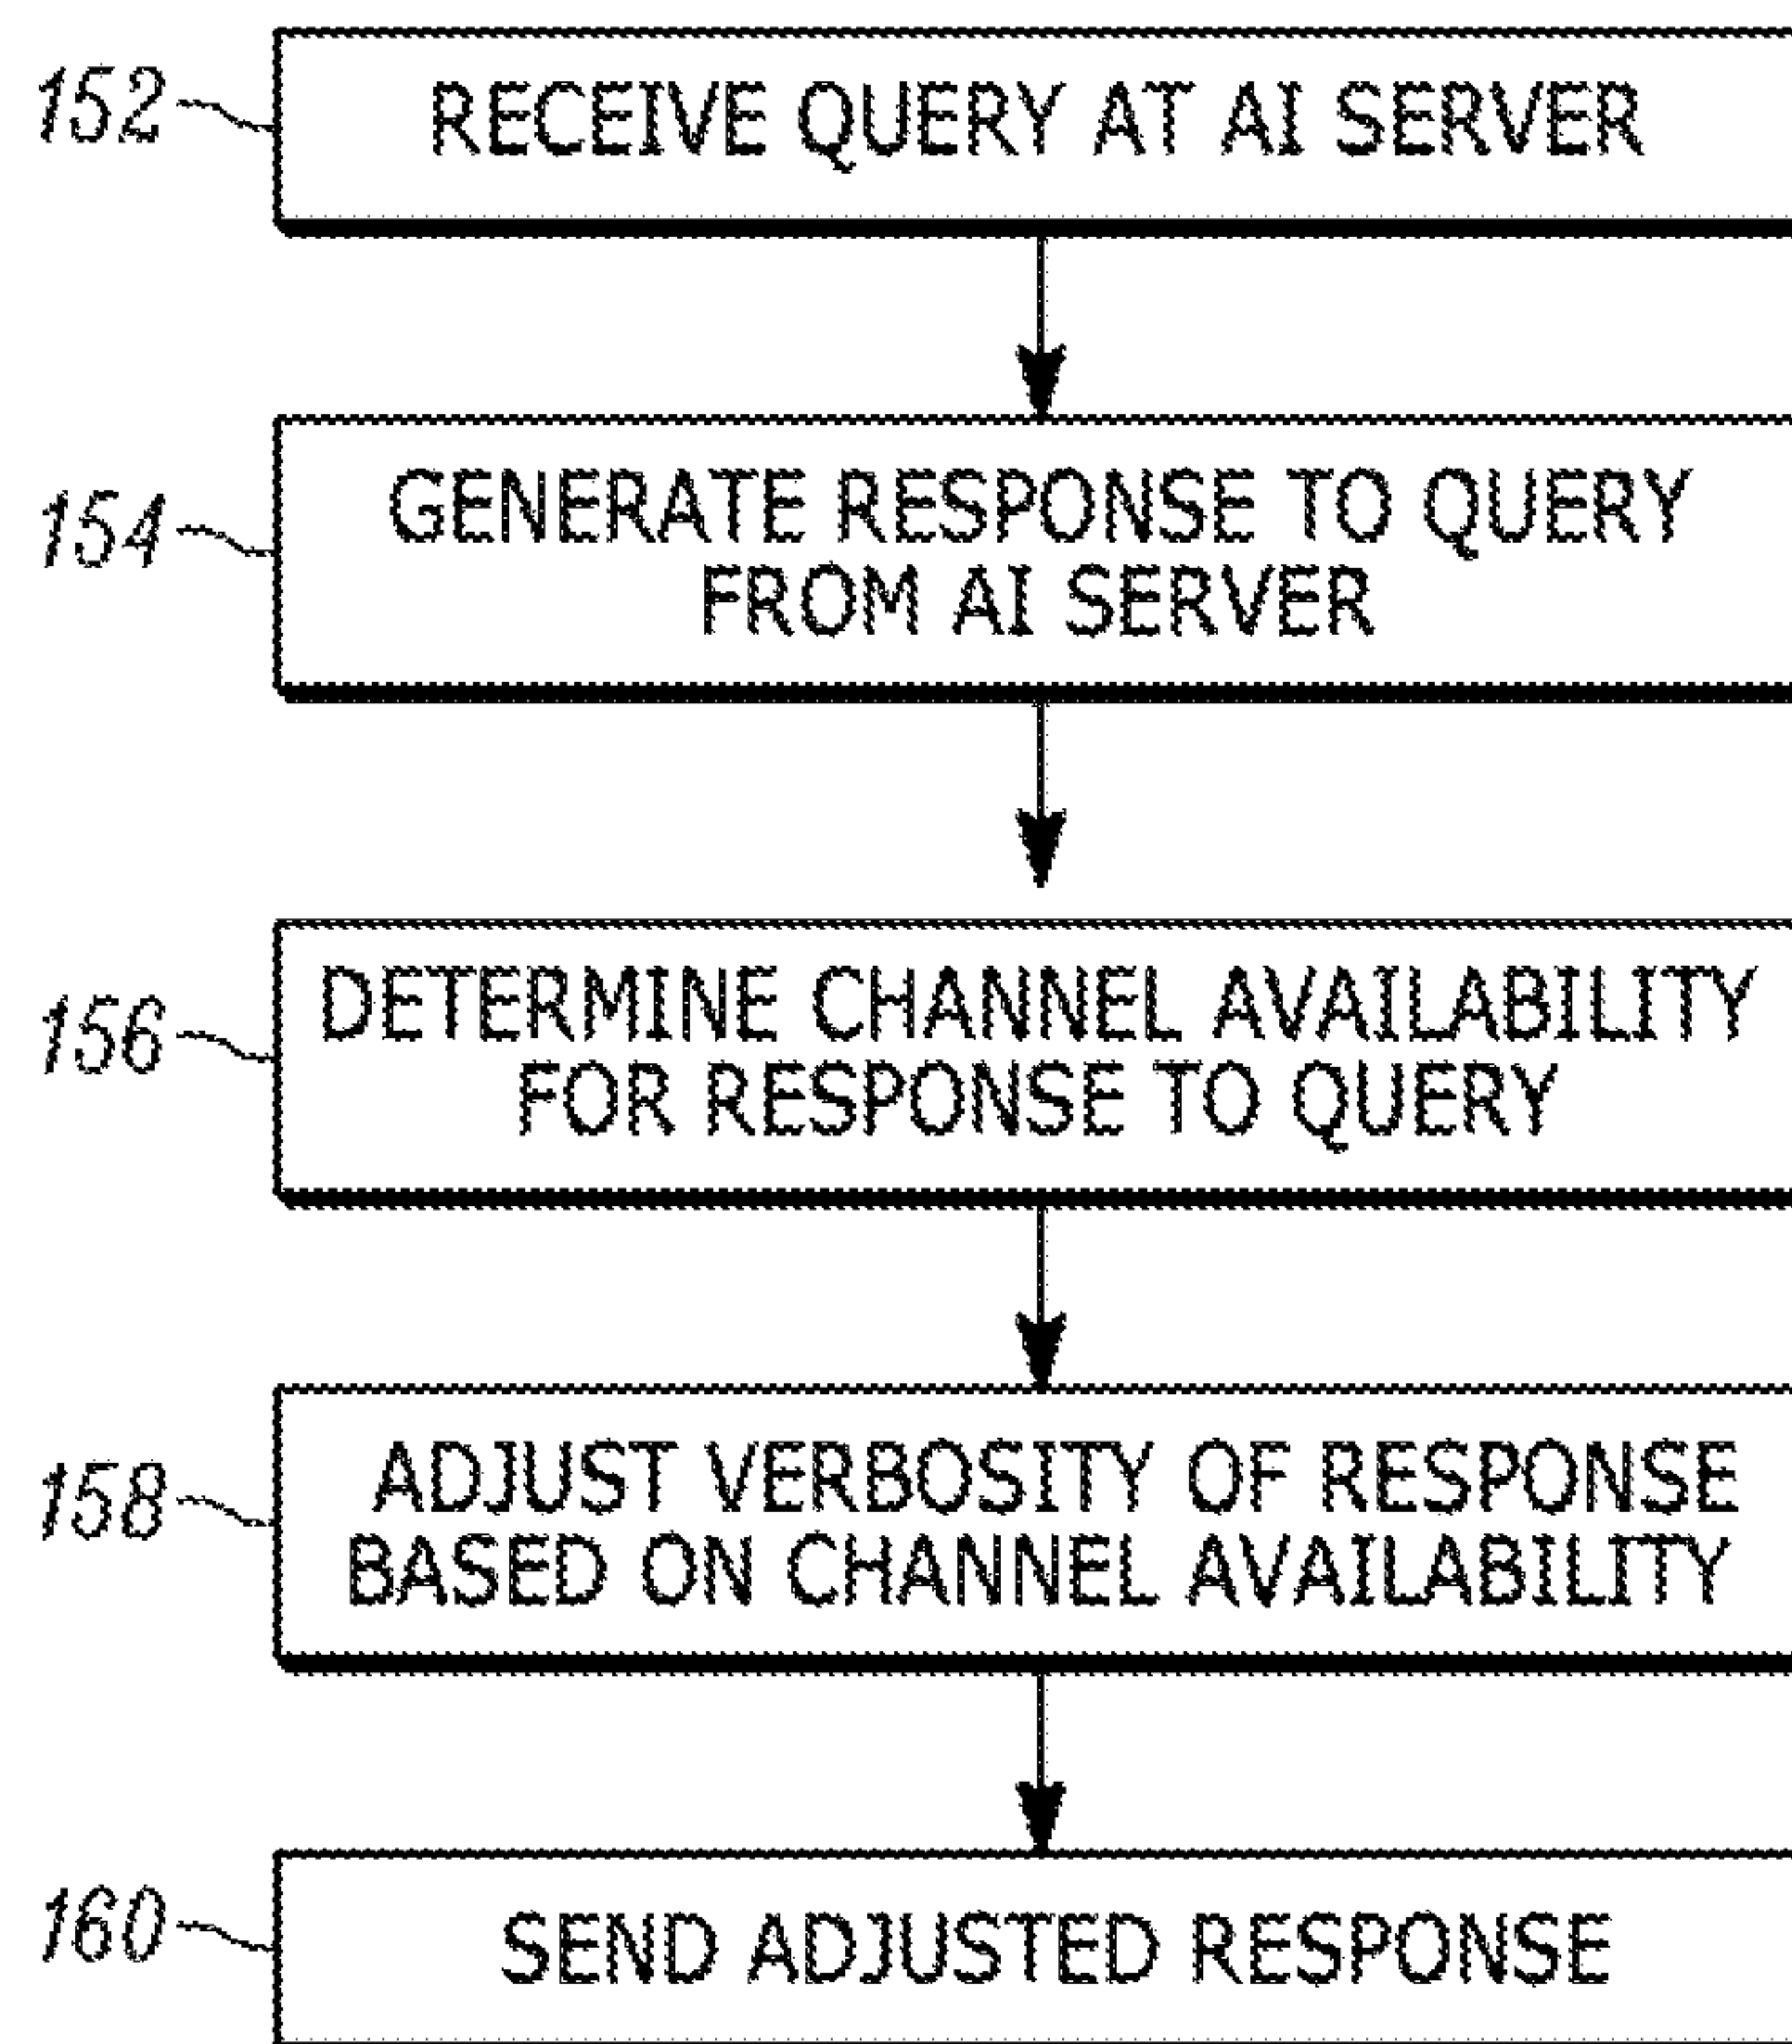 152
RECEIVE QUERY AT AI SERVER
154
GENERATE RESPONSE TO QUERY
FROM AI SERVER
156
DETERMINE CHANNEL AVAILABILITY
FOR RESPONSE TO QUERY
158
ADJUST VERBOSITY OF RESPONSE
BASED ON CHANNEL AVAILABILITY
160
SEND ADJUSTED RESPONSE